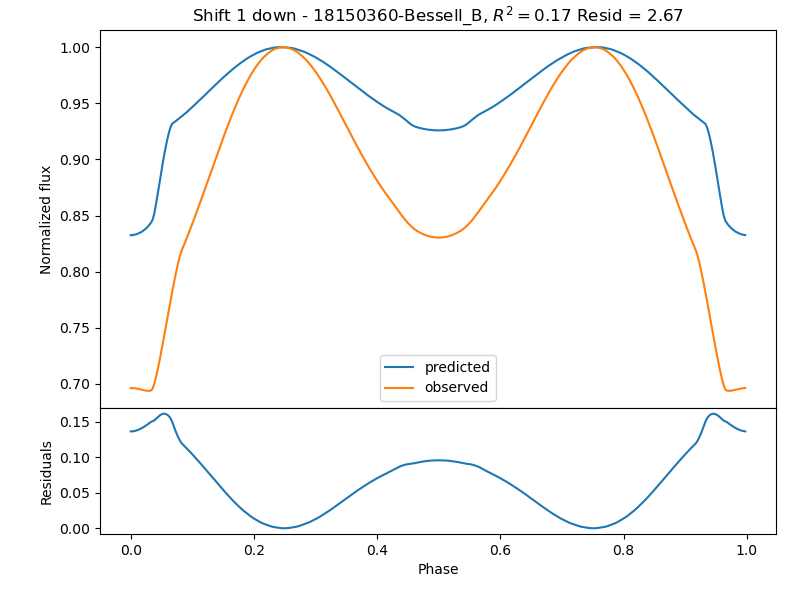 Shift 1 down - 18150360-Bessell_B, R² = 0.17 Resid = 2.67
1.00
0.95
0.90
0.85
0.80
0.75
0.70
Normalized flux
predicted
observed
0.15
0.10
0.05
0.00
Residuals
0.0 0.2 0.4 0.6 0.8 1.0
Phase